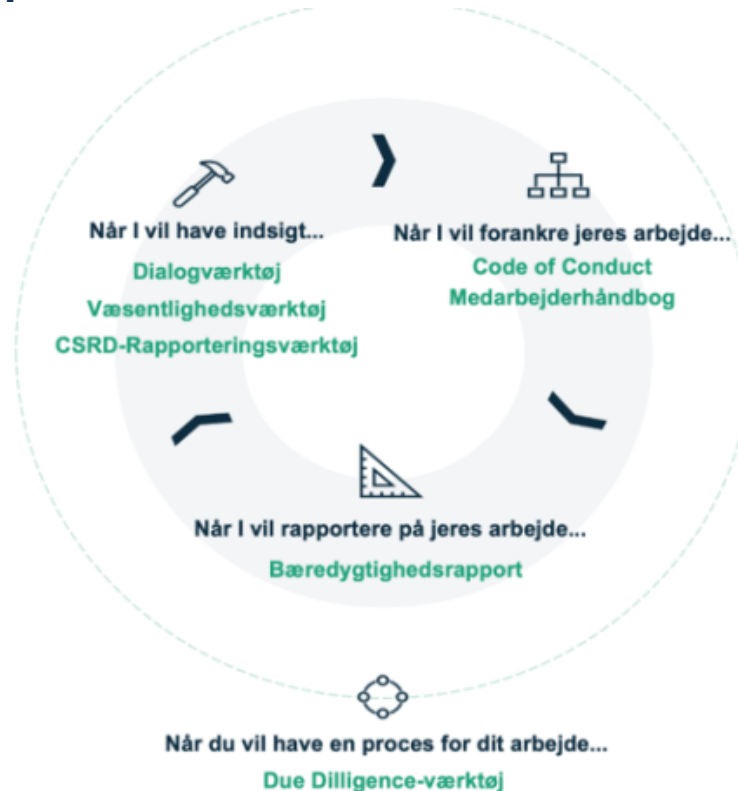 Når I vil have indsigt...
Dialogværktøj
Væsentlighedsværktøj
CSRD-Rapporteringsværktøj
Når I vil forankre jeres arbejde...
Code of Conduct
Medarbejderhåndbog
Når I vil rapportere på jeres arbejde...
Bæredygtighedsrapport
Når du vil have en proces for dit arbejde...
Due Dilligence-værktøj